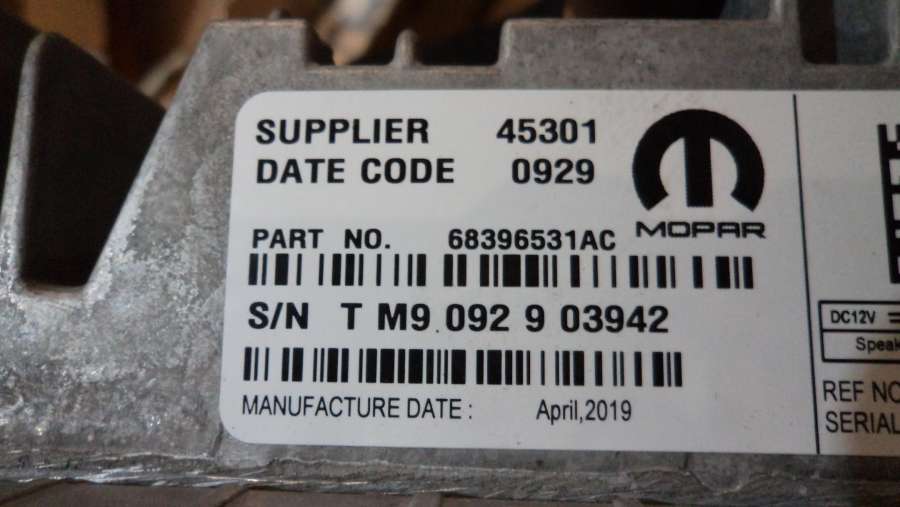 SUPPLIER 45301
DATE CODE 0929
MOPAR
PART NO. 68396531AC
S/N T M9 092 9 03942
MANUFACTURE DATE : April,2019
DC12V
Speak
REF NO
SERIAL